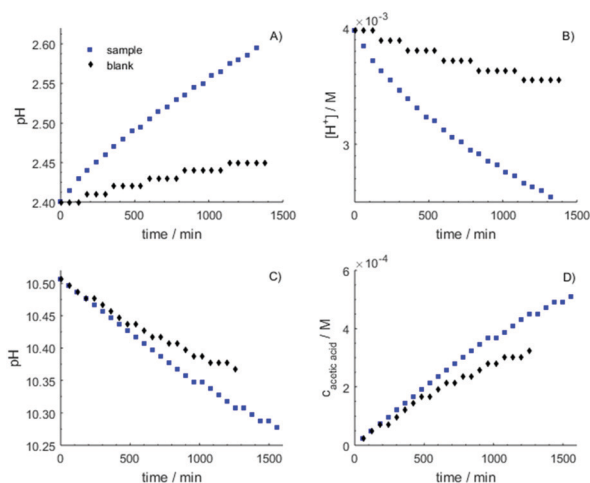 A)
sample
blank
2.60
2.55
2.50
2.45
2.40
pH
0
500
1000
1500
time / min
B)
× 10⁻³
4
3
[H⁺] / M
0
500
1000
1500
time / min
C)
10.50
10.45
10.40
10.35
10.30
10.25
pH
0
500
1000
1500
time / min
D)
× 10⁻⁴
6
4
2
0
c acetic acid / M
0
500
1000
1500
time / min